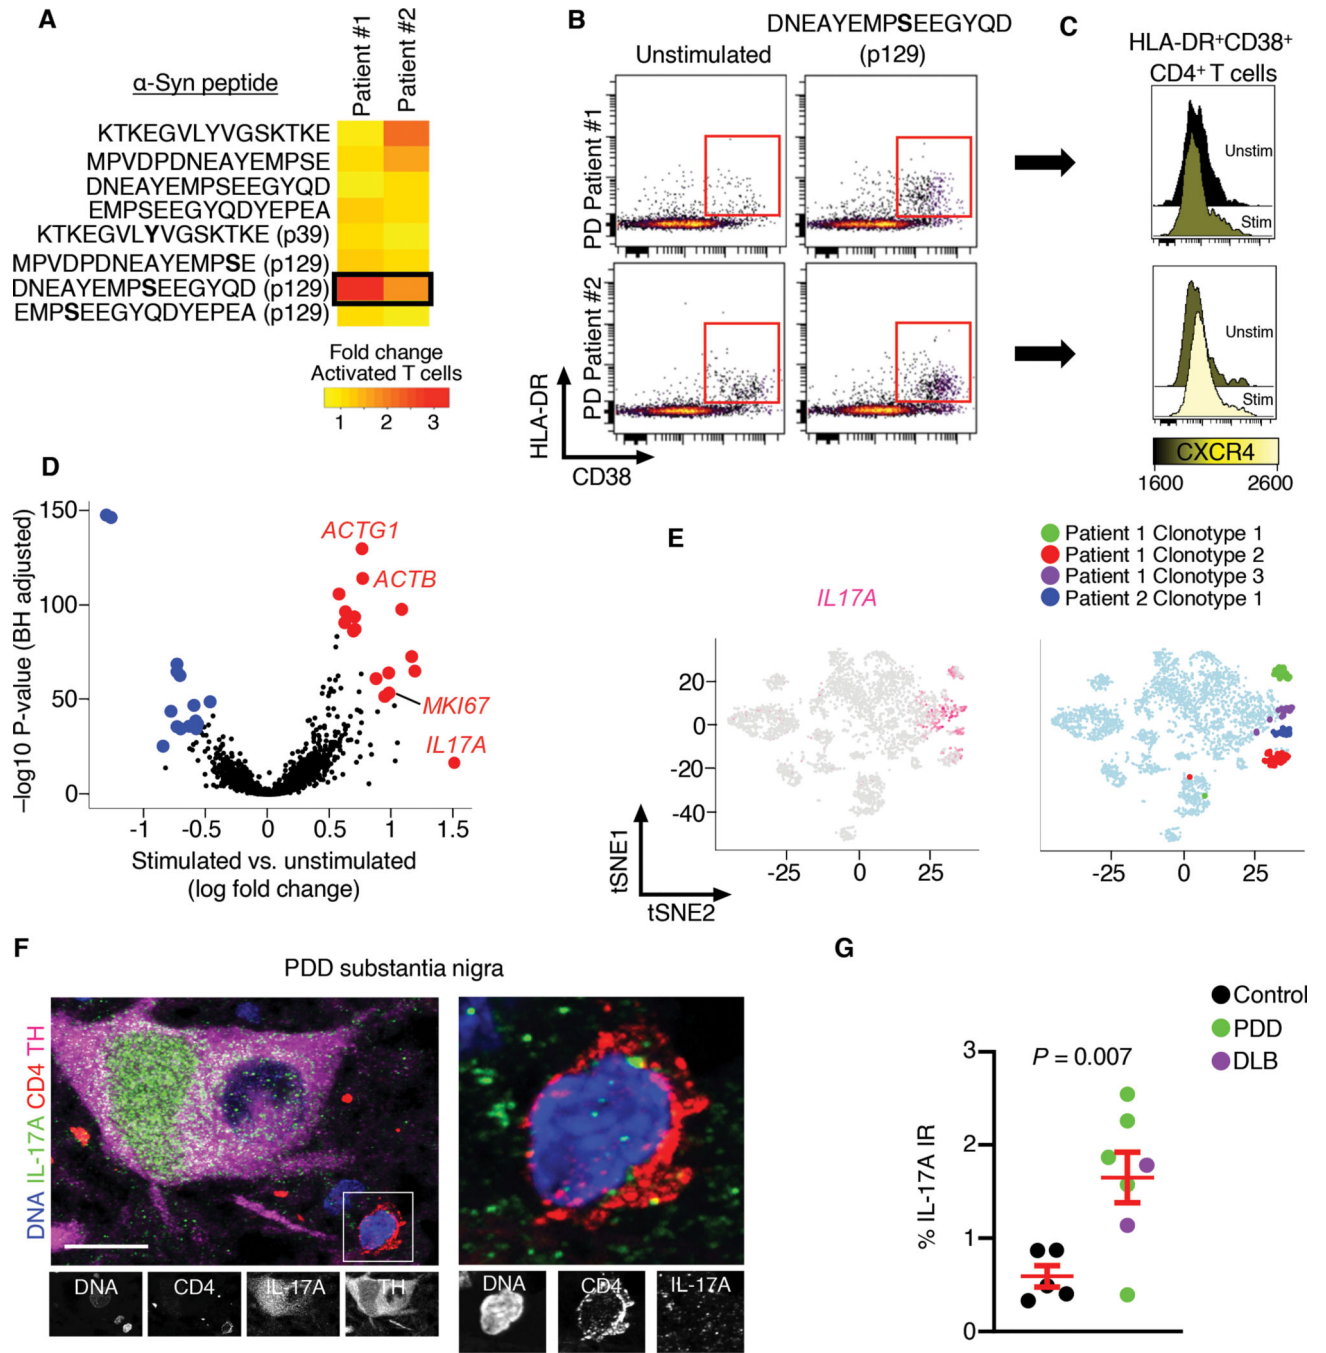 A
α-Syn peptide
Patient #1
Patient #2
KTKEGVLYVGSKTKE
MPVDPDNEAYEMPSE
DNEAYEMPSEEGYQD
EMPSEEGYQDYEPEA
KTKEGVLYVGSKTKE (p39)
MPVDPDNEAYEMPSE (p129)
DNEAYEMPSEEGYQD (p129)
EMPSEEGYQDYEPEA (p129)
Fold change
Activated T cells
1 2 3
B
Unstimulated
DNEAYEMPSEEGYQD
(p129)
PD Patient #1
PD Patient #2
HLA-DR
CD38
C
HLA-DR+CD38+
CD4+ T cells
Unstim
Stim
Unstim
Stim
CXCR4
1600 2600
D
–log10 P-value (BH adjusted)
150
100
50
0
ACTG1
ACTB
MKI67
IL17A
-1 -0.5 0 0.5 1 1.5
Stimulated vs. unstimulated
(log fold change)
E
IL17A
Patient 1 Clonotype 1
Patient 1 Clonotype 2
Patient 1 Clonotype 3
Patient 2 Clonotype 1
20
0
-20
-40
-25 0 25
-25 0 25
tSNE1
tSNE2
F
PDD substantia nigra
DNA IL-17A CD4 TH
DNA CD4 IL-17A TH
DNA CD4 IL-17A
G
Control
PDD
DLB
P = 0.007
% IL-17A IR
3
2
1
0